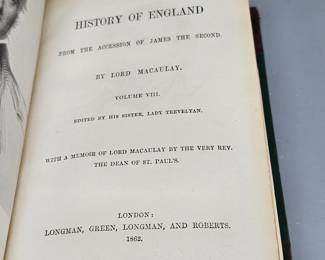 HISTORY OF ENGLAND
FROM THE ACCESSION OF JAMES THE SECOND.
BY LORD MACAULAY.
VOLUME VIII.
EDITED BY HIS SISTER, LADY TREVELYAN.
WITH A MEMOIR OF LORD MACAULAY BY THE VERY REV.
THE DEAN OF ST. PAUL'S.
LONDON:
LONGMAN, GREEN, LONGMAN, AND ROBERTS.
1862.